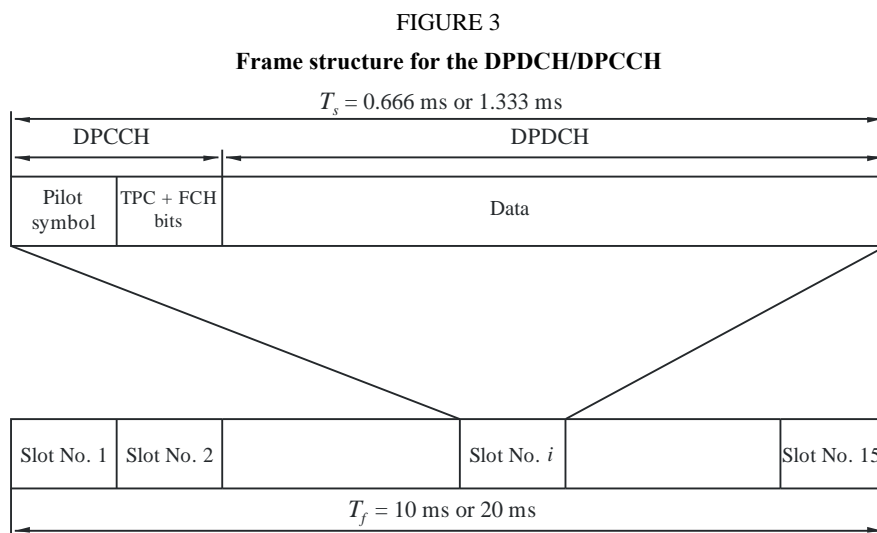 FIGURE 3
Frame structure for the DPDCH/DPCCH
T_s = 0.666 ms or 1.333 ms
DPCCH DPDCH
Pilot symbol
TPC + FCH bits
Data
Slot No. 1 Slot No. 2 Slot No. i Slot No. 15
T_f = 10 ms or 20 ms